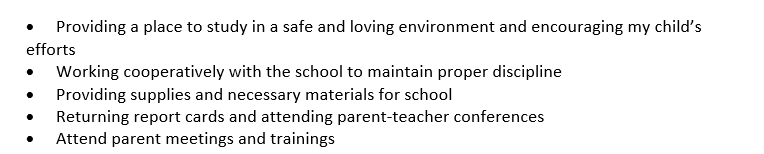 • Providing a place to study in a safe and loving environment and encouraging my child’s
efforts
• Working cooperatively with the school to maintain proper discipline
• Providing supplies and necessary materials for school
• Returning report cards and attending parent-teacher conferences
• Attend parent meetings and trainings